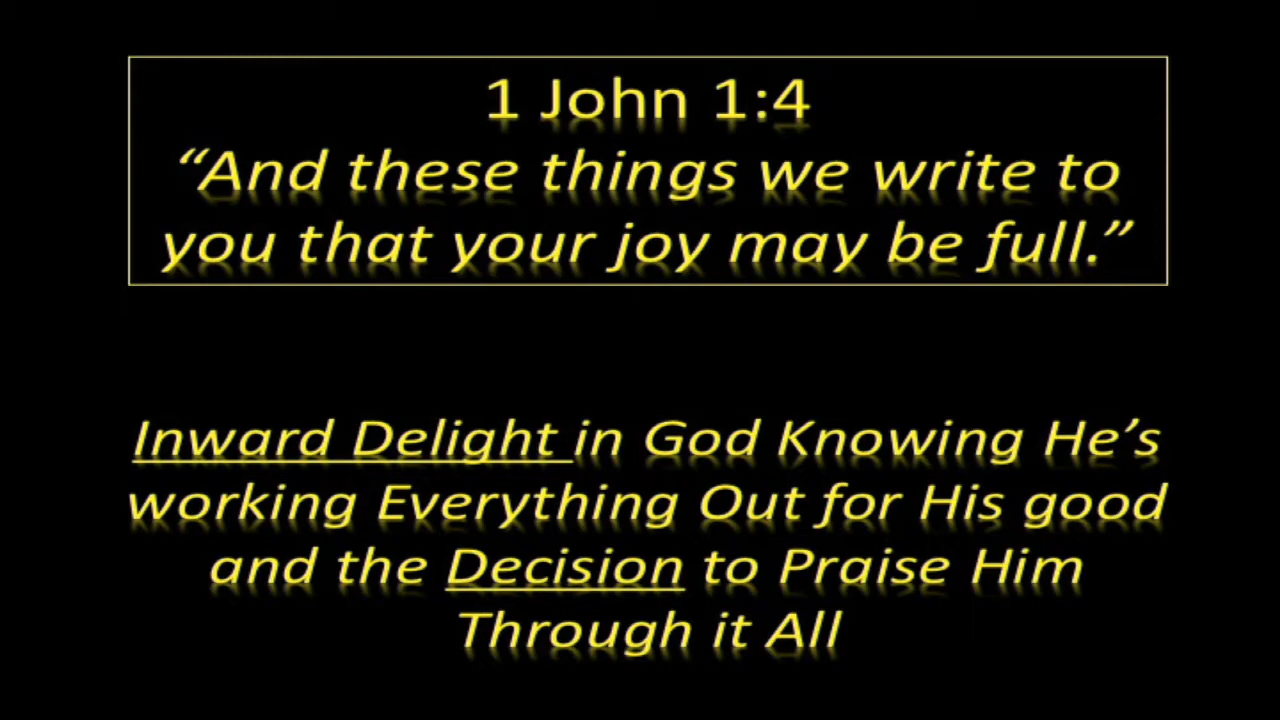 1 John 1:4
“And these things we write to
you that your joy may be full.”
Inward Delight in God Knowing He’s
working Everything Out for His good
and the Decision to Praise Him
Through it All